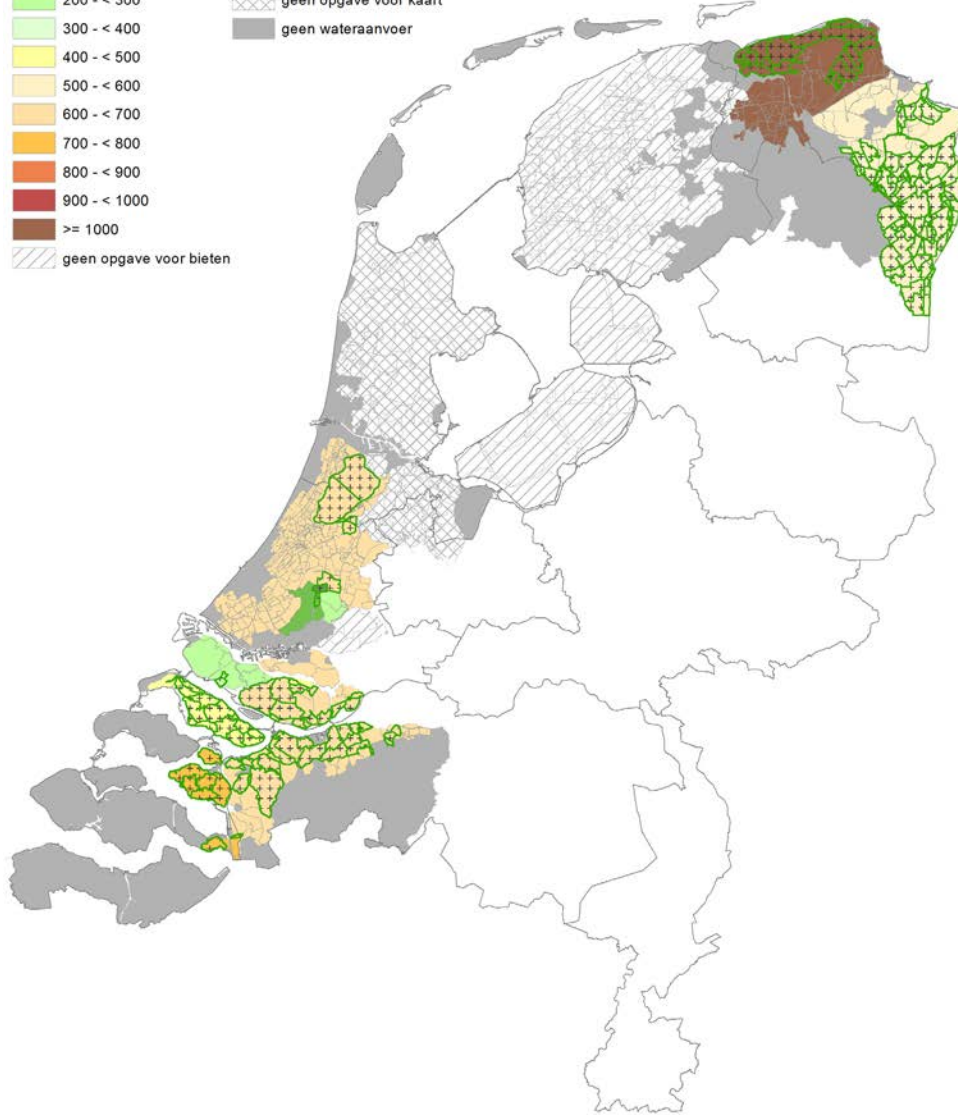 200 - < 300
300 - < 400
400 - < 500
500 - < 600
600 - < 700
700 - < 800
800 - < 900
900 - < 1000
>= 1000
geen opgave voor bieten
geen opgave voor kaart
geen wateraanvoer